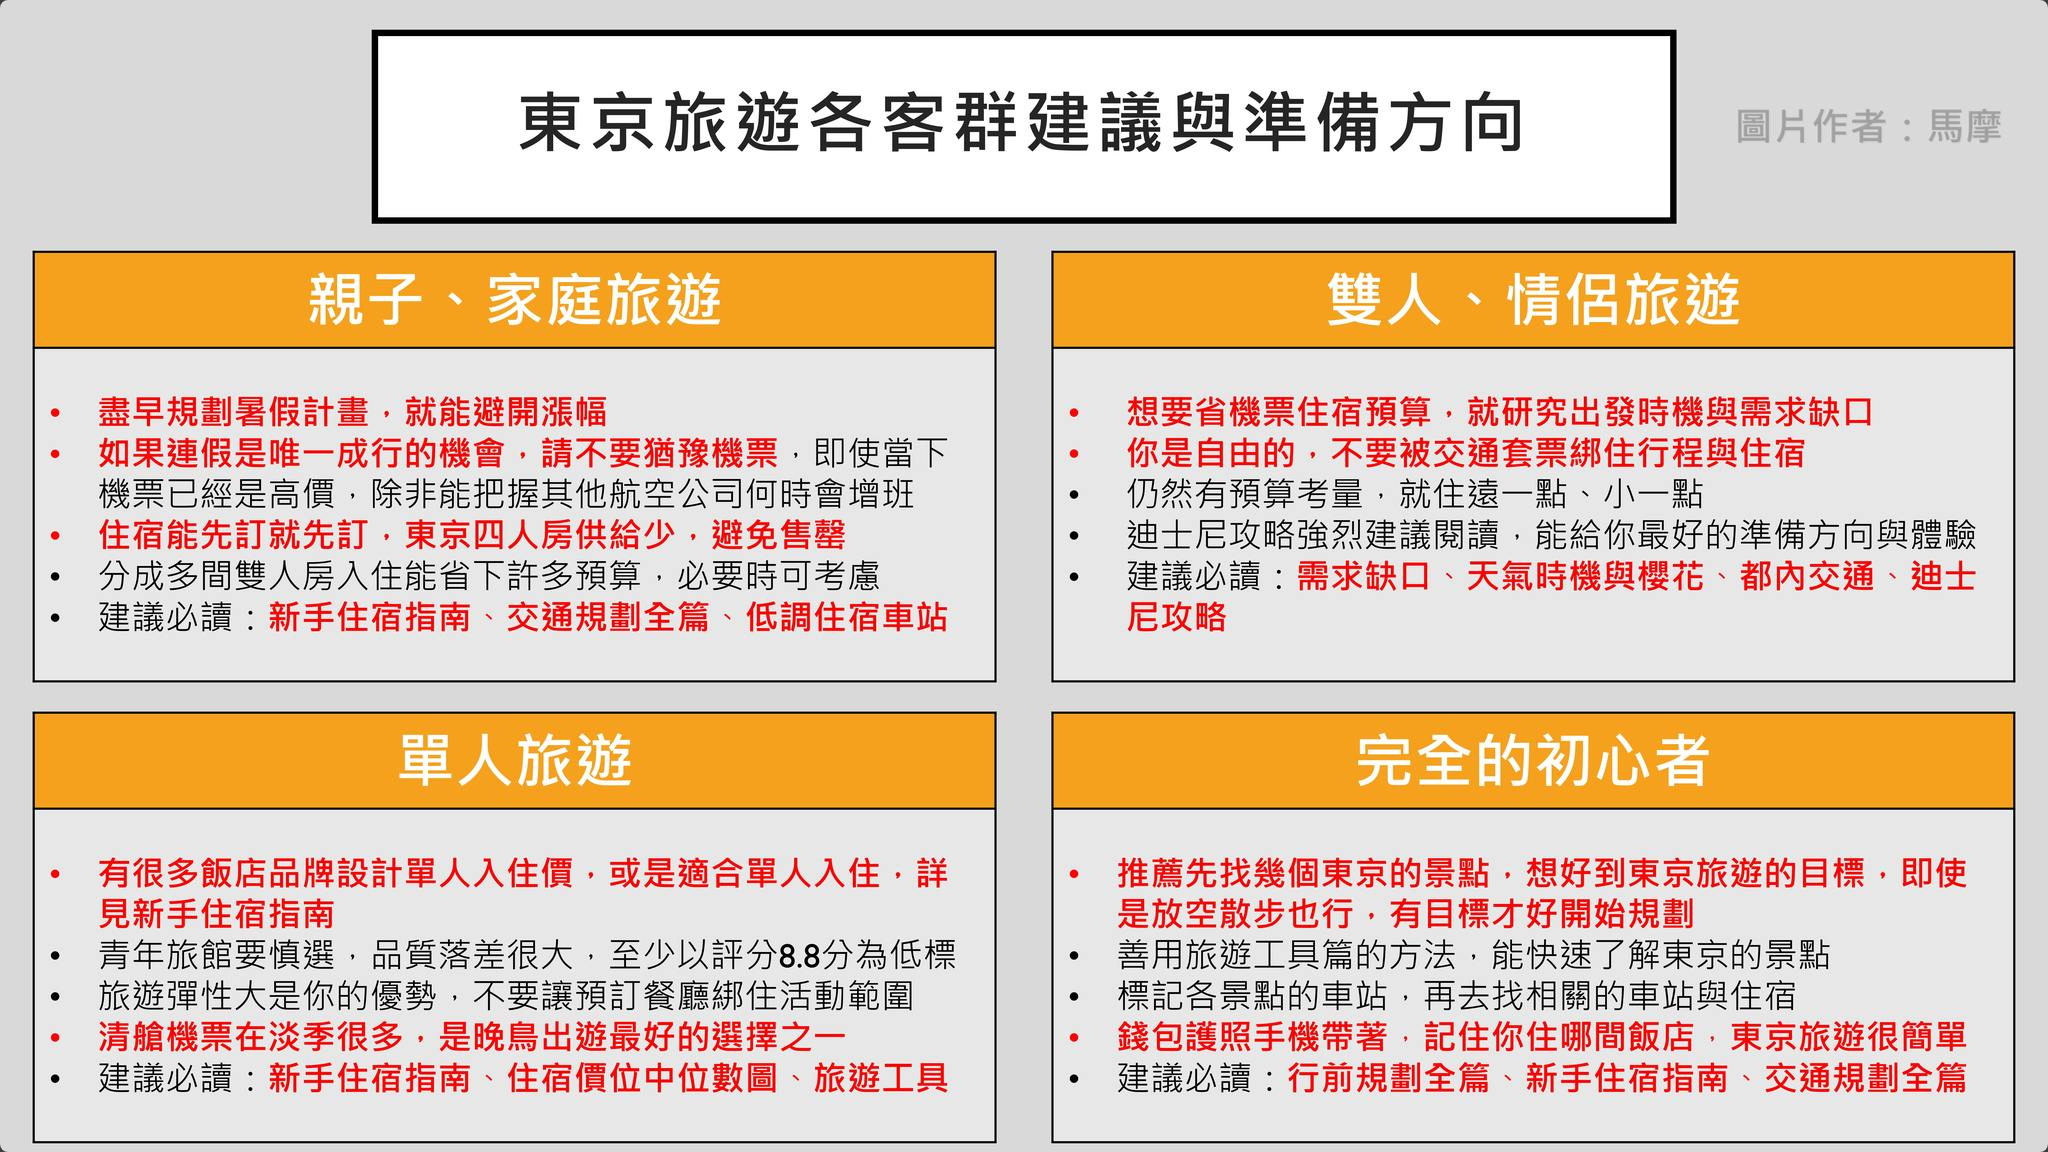 東京旅遊各客群建議與準備方向
圖片作者：馬摩
親子、家庭旅遊
• 盡早規劃暑假計畫，就能避開漲幅
• 如果連假是唯一成行的機會，請不要猶豫機票，即使當下
機票已經是高價，除非能把握其他航空公司何時會增班
• 住宿能先訂就先訂，東京四人房供給少，避免售罄
• 分成多間雙人房入住能省下許多預算，必要時可考慮
• 建議必讀：新手住宿指南、交通規劃全篇、低調住宿車站
雙人、情侶旅遊
• 想要省機票住宿預算，就研究出發時機與需求缺口
• 你是自由的，不要被交通套票綁住行程與住宿
• 仍然有預算考量，就住遠一點、小一點
• 迪士尼攻略強烈建議閱讀，能給你最好的準備方向與體驗
• 建議必讀：需求缺口、天氣時機與櫻花、都內交通、迪士
尼攻略
單人旅遊
• 有很多飯店品牌設計單人入住價，或是適合單人入住，詳
見新手住宿指南
• 青年旅館要慎選，品質落差很大，至少以評分8.8分為低標
• 旅遊彈性大是你的優勢，不要讓預訂餐廳綁住活動範圍
• 清艙機票在淡季很多，是晚鳥出遊最好的選擇之一
• 建議必讀：新手住宿指南、住宿價位中位數圖、旅遊工具
完全的初心者
• 推薦先找幾個東京的景點，想好到東京旅遊的目標，即使
是放空散步也行，有目標才好開始規劃
• 善用旅遊工具篇的方法，能快速了解東京的景點
• 標記各景點的車站，再去找相關的車站與住宿
• 錢包護照手機帶著，記住你住哪間飯店，東京旅遊很簡單
• 建議必讀：行前規劃全篇、新手住宿指南、交通規劃全篇